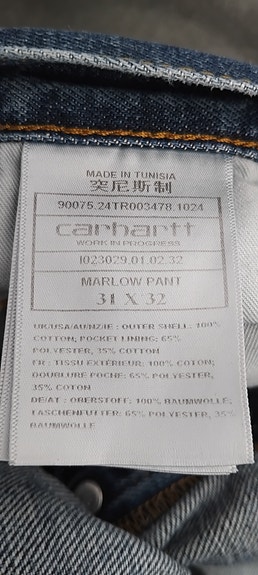 MADE IN TUNISIA
突尼斯制
90075.24TR003478.1024
carhartt
WORK IN PROGRESS
I023029.01.02.32
MARLOW PANT
31 X 32
UK/USA/AU/NZ/IE : OUTER SHELL : 100%
COTTON, POCKET LINING: 65%
POLYESTER, 35% COTTON
FR : TISSU EXTÉRIEUR: 100% COTON;
DOUBLURE POCHE: 65% POLYESTER,
35% COTON
DE/AT : OBERSTOFF: 100% BAUMWOLLE;
TASCHENFUTTER: 65% POLYESTER, 35%
BAUMWOLLE